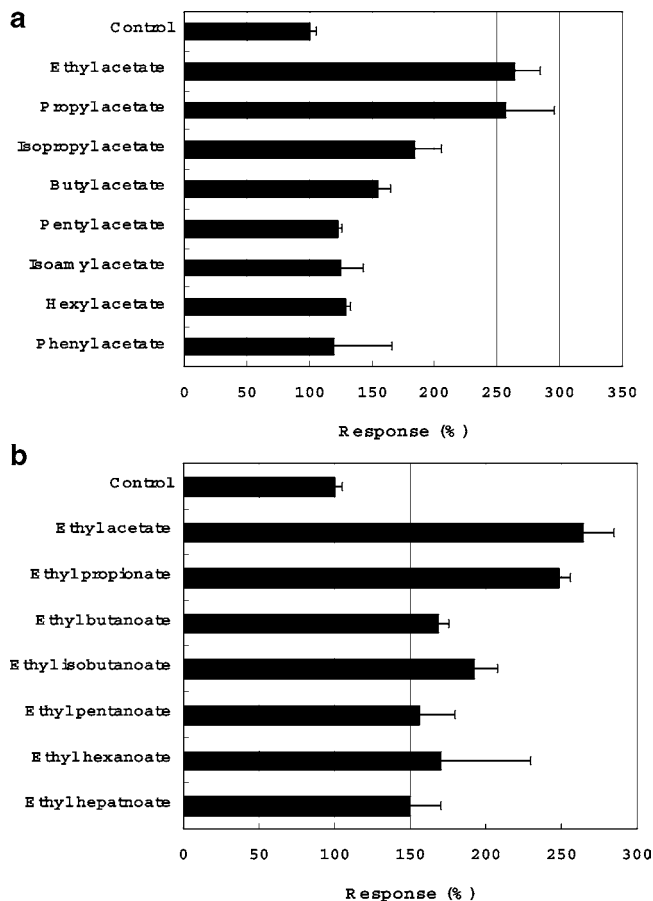 a
Control
Ethylacetate
Propylacetate
Isopropylacetate
Butylacetate
Pentylacetate
Isoamylacetate
Hexylacetate
Phenylacetate
0 50 100 150 200 250 300 350
Response (%)
b
Control
Ethylacetate
Ethylpropionate
Ethylbutanoate
Ethylisobutanoate
Ethylpentanoate
Ethylhexanoate
Ethylhepatnoate
0 50 100 150 200 250 300
Response (%)